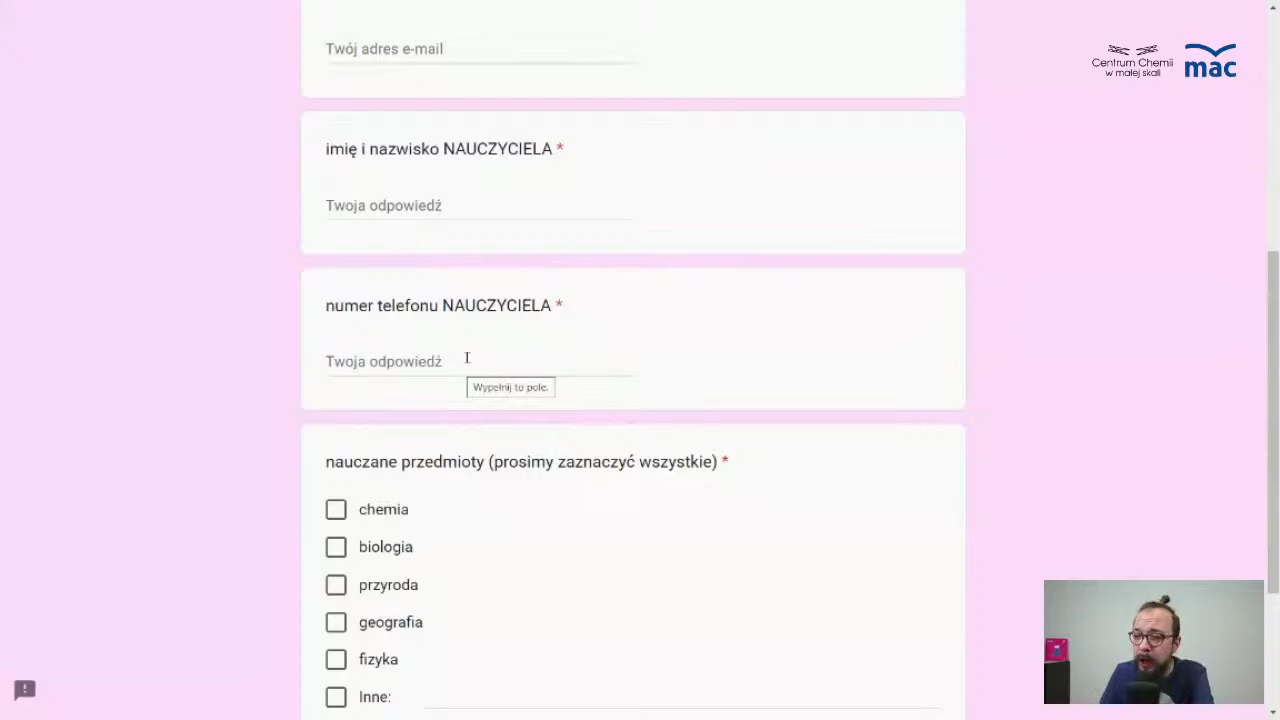 Twój adres e-mail
Centrum Chemii
w małej skali
mac
imię i nazwisko NAUCZYCIELA *
Twoja odpowiedź
numer telefonu NAUCZYCIELA *
Twoja odpowiedź
Wypełnij to pole.
nauczane przedmioty (prosimy zaznaczyć wszystkie) *
chemia
biologia
przyroda
geografia
fizyka
Inne: